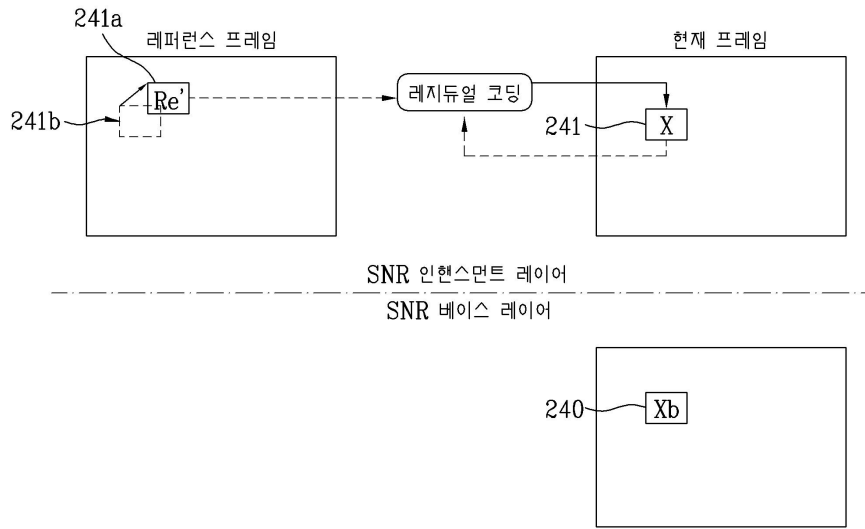 241a
레퍼런스 프레임
현재 프레임
Re'
레지듀얼 코딩
241b
241
X
SNR 인핸스먼트 레이어
SNR 베이스 레이어
240
Xb